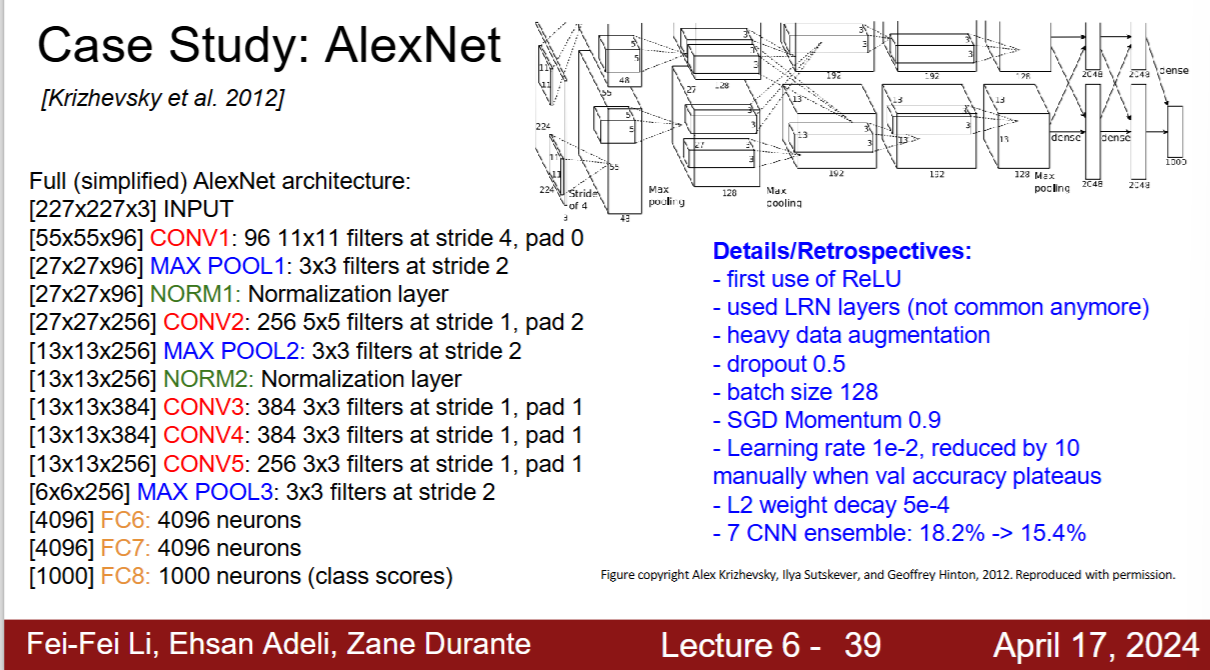 Case Study: AlexNet
[Krizhevsky et al. 2012]
Full (simplified) AlexNet architecture:
[227x227x3] INPUT
[55x55x96] CONV1: 96 11x11 filters at stride 4, pad 0
[27x27x96] MAX POOL1: 3x3 filters at stride 2
[27x27x96] NORM1: Normalization layer
[27x27x256] CONV2: 256 5x5 filters at stride 1, pad 2
[13x13x256] MAX POOL2: 3x3 filters at stride 2
[13x13x256] NORM2: Normalization layer
[13x13x384] CONV3: 384 3x3 filters at stride 1, pad 1
[13x13x384] CONV4: 384 3x3 filters at stride 1, pad 1
[13x13x256] CONV5: 256 3x3 filters at stride 1, pad 1
[6x6x256] MAX POOL3: 3x3 filters at stride 2
[4096] FC6: 4096 neurons
[4096] FC7: 4096 neurons
[1000] FC8: 1000 neurons (class scores)
11
11
5
5
48
55
3
3
3
192
3
3
192
2048
2048
dense
224
5
5
27
3
3
13
13
3
3
13
13
3
3
13
13
dense
dense
1000
11
11
55
27
3
3
224
Stride
of 4
Max
pooling
128
Max
pooling
192
192
128
Max
pooling
2048
2048
Details/Retrospectives:
- first use of ReLU
- used LRN layers (not common anymore)
- heavy data augmentation
- dropout 0.5
- batch size 128
- SGD Momentum 0.9
- Learning rate 1e-2, reduced by 10
manually when val accuracy plateaus
- L2 weight decay 5e-4
- 7 CNN ensemble: 18.2% -> 15.4%
Figure copyright Alex Krizhevsky, Ilya Sutskever, and Geoffrey Hinton, 2012. Reproduced with permission.
Fei-Fei Li, Ehsan Adeli, Zane Durante
Lecture 6 - 39
April 17, 2024